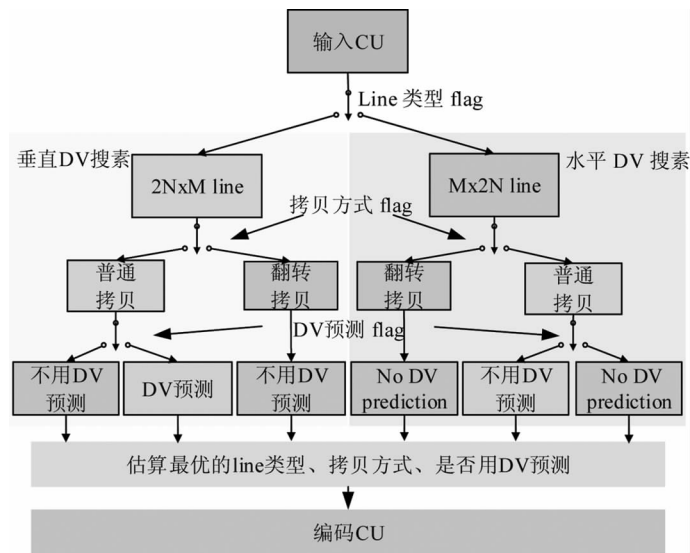 输入CU
Line 类型 flag
垂直DV搜素
水平 DV 搜素
2NxM line
Mx2N line
拷贝方式 flag
普通
拷贝
翻转
拷贝
翻转
拷贝
普通
拷贝
DV预测 flag
不用DV
预测
DV预测
不用DV
预测
No DV
prediction
不用DV
预测
No DV
prediction
估算最优的line类型、拷贝方式、是否用DV预测
编码CU